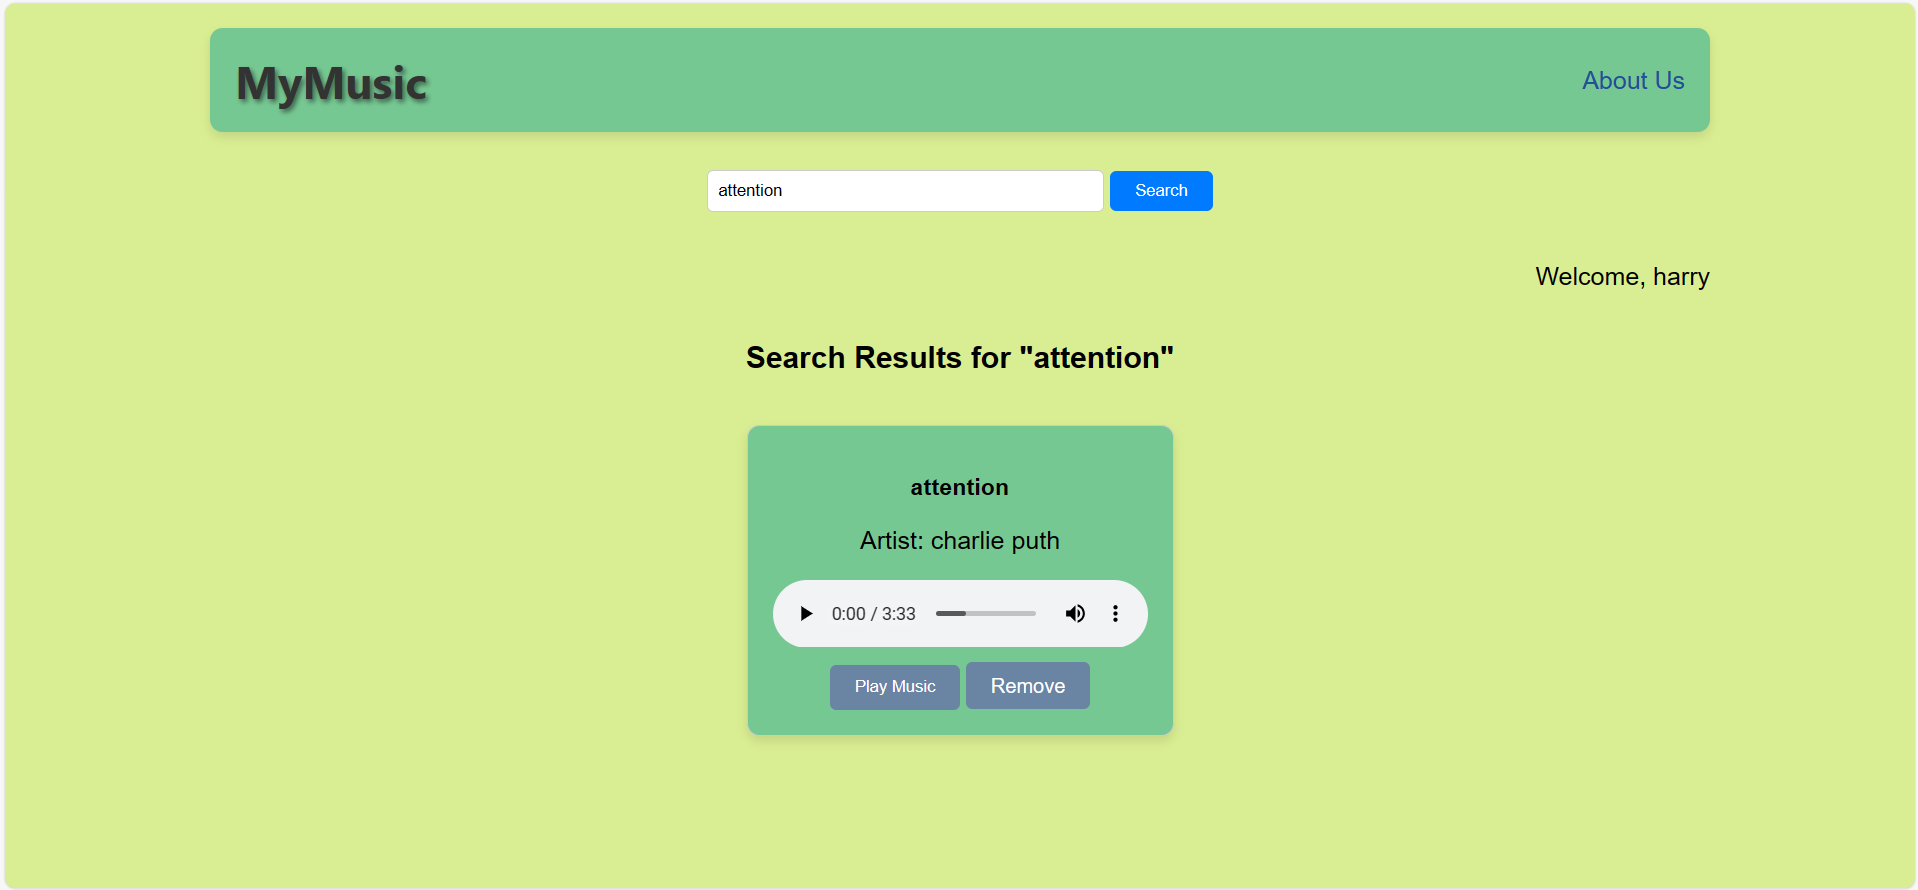 MyMusic
About Us
attention
Search
Welcome, harry
Search Results for "attention"
attention
Artist: charlie puth
0:00 / 3:33
Play Music
Remove